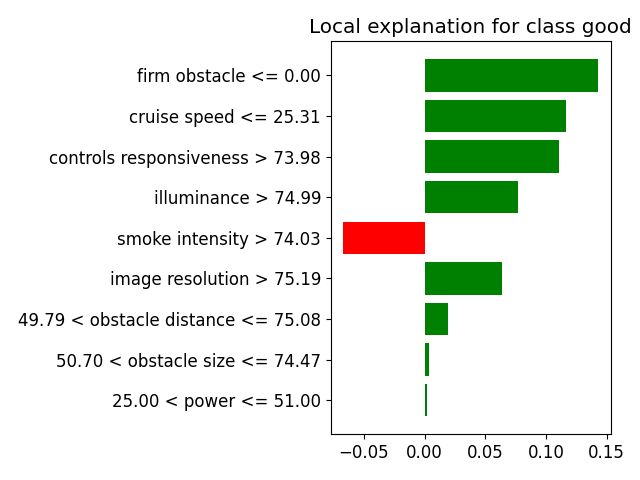 Local explanation for class good
firm obstacle <= 0.00
cruise speed <= 25.31
controls responsiveness > 73.98
illuminance > 74.99
smoke intensity > 74.03
image resolution > 75.19
49.79 < obstacle distance <= 75.08
50.70 < obstacle size <= 74.47
25.00 < power <= 51.00
−0.05 0.00 0.05 0.10 0.15